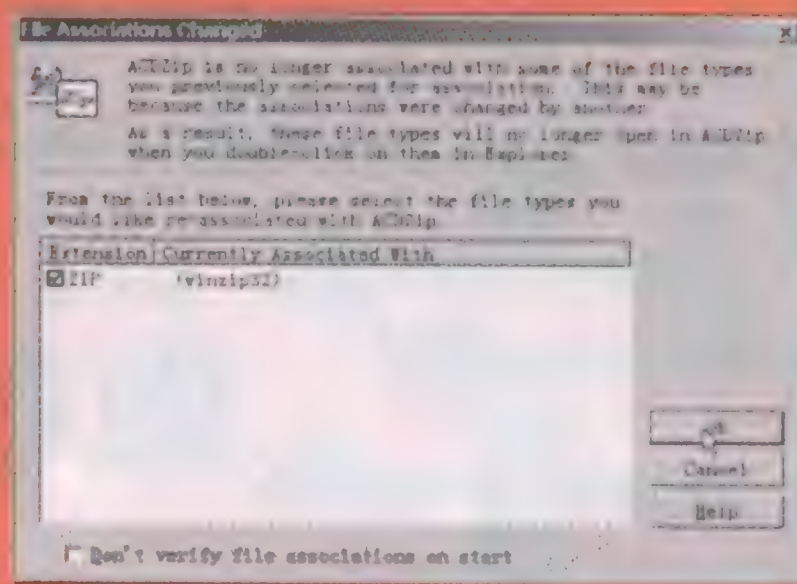 File Associations Changed
ACDZip is no longer associated with some of the file types
you previously selected for association. This may be
because the associations were changed by another
As a result, these file types will no longer open in ACDZip
when you double-click on them in Explorer
From the list below, please select the file types you
would like re-associated with ACDZip
Extension Currently Associated With
ZIP (winzip32)
OK
Cancel
Help
Don't verify file associations on start